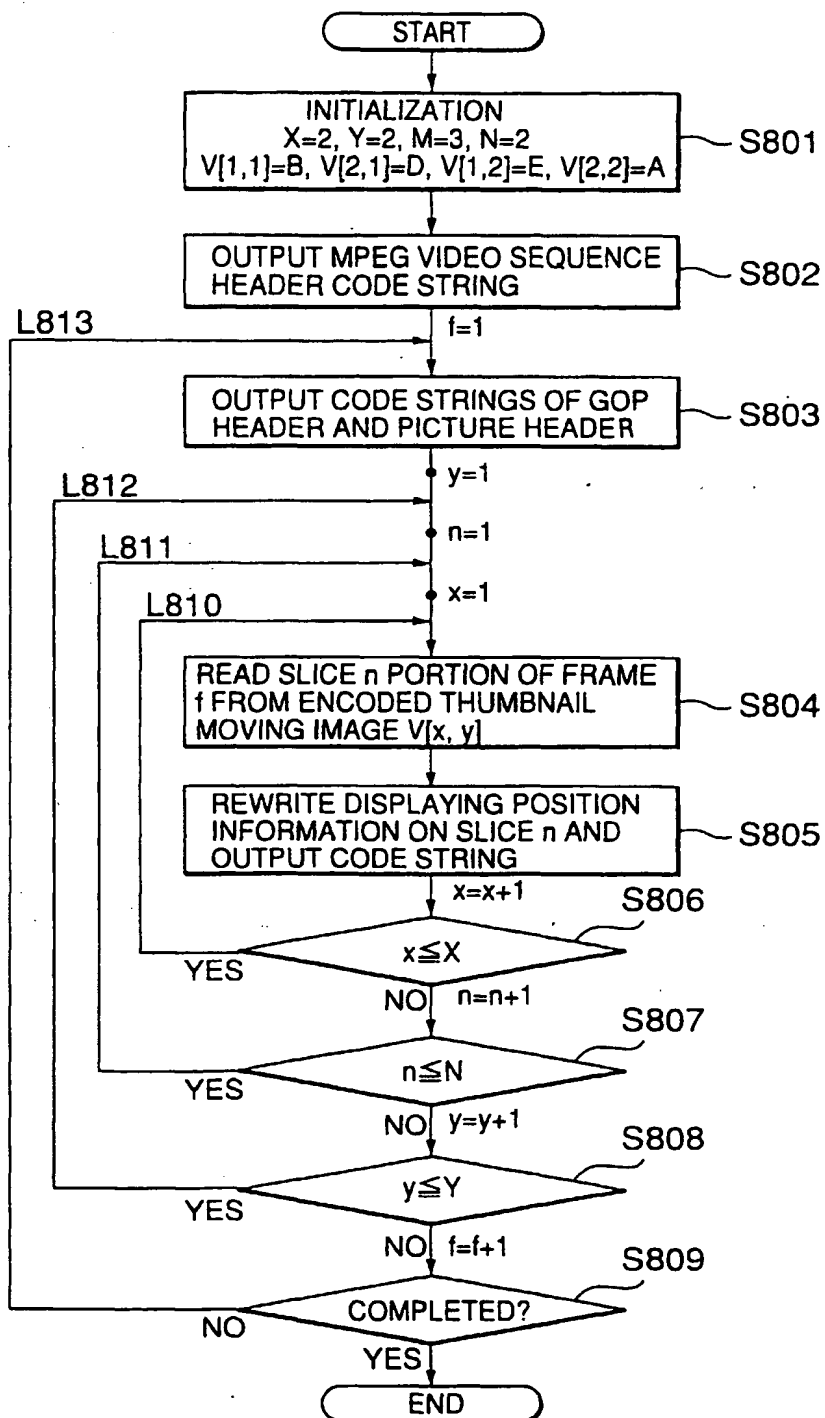 START
INITIALIZATION
X=2, Y=2, M=3, N=2
V[1,1]=B, V[2,1]=D, V[1,2]=E, V[2,2]=A
S801
OUTPUT MPEG VIDEO SEQUENCE
HEADER CODE STRING
S802
L813
f=1
OUTPUT CODE STRINGS OF GOP
HEADER AND PICTURE HEADER
S803
y=1
L812
n=1
L811
x=1
L810
READ SLICE n PORTION OF FRAME
f FROM ENCODED THUMBNAIL
MOVING IMAGE V[x, y]
S804
REWRITE DISPLAYING POSITION
INFORMATION ON SLICE n AND
OUTPUT CODE STRING
S805
x=x+1
S806
x≦X
YES
NO
n=n+1
S807
n≦N
YES
NO
y=y+1
S808
y≦Y
YES
NO
f=f+1
S809
COMPLETED?
NO
YES
END